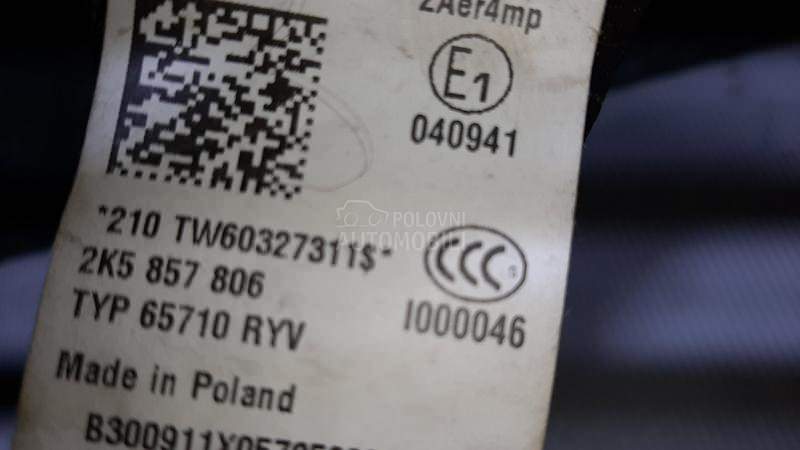 2Aer4mp
E1
040941
*210 TW60327311$*
2K5 857 806
CCC S
TYP 65710 RYV
I000046
Made in Poland
POLOVNI
AUTOMOBILI